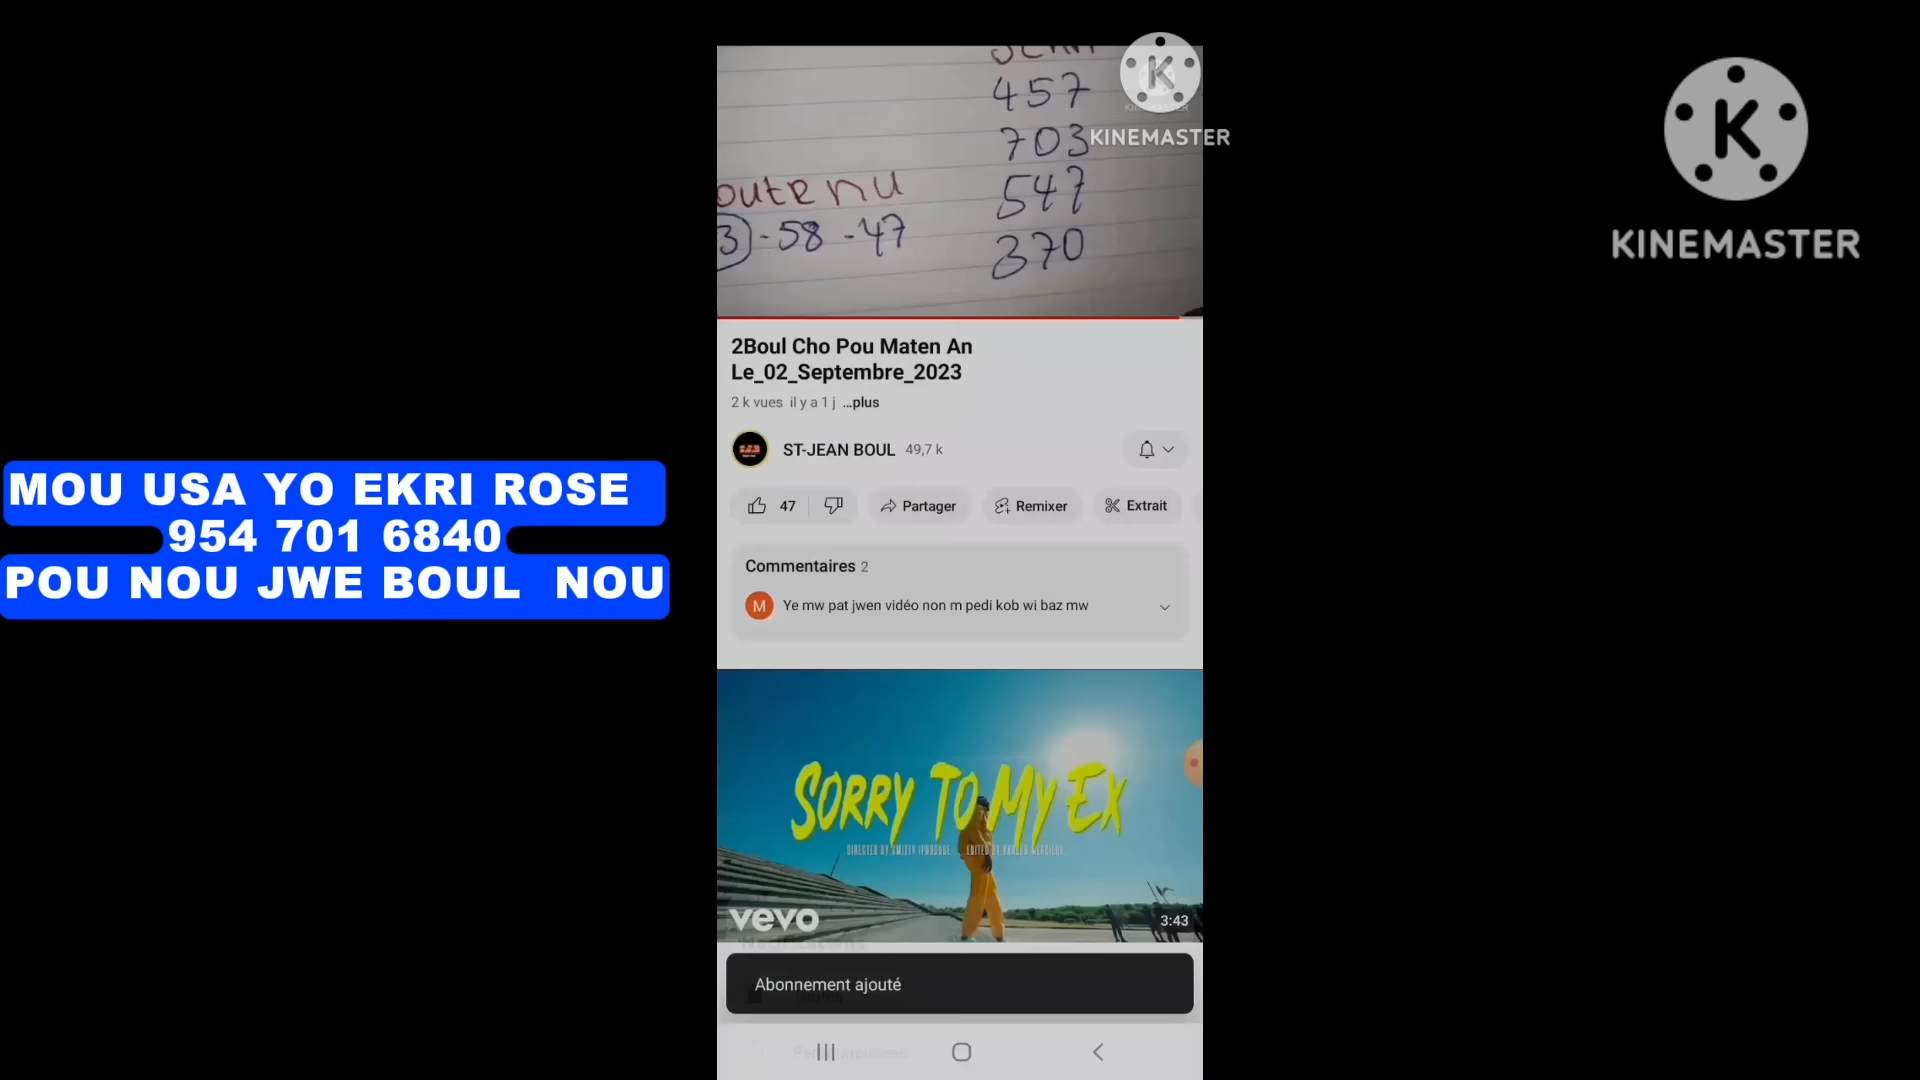 457
703
547
370
-58-47
KINEMASTER
KINEMASTER
2Boul Cho Pou Maten An
Le_02_Septembre_2023
2 k vues il y a 1 j ...plus
ST-JEAN BOUL 49,7 k
47 Partager Remixer Extrait
Commentaires 2
M Ye mw pat jwen vidéo non m pedi kob wi baz mw
MOU USA YO EKRI ROSE
954 701 6840
POU NOU JWE BOUL NOU
SORRY TO MY EX
vevo
3:43
Abonnement ajouté